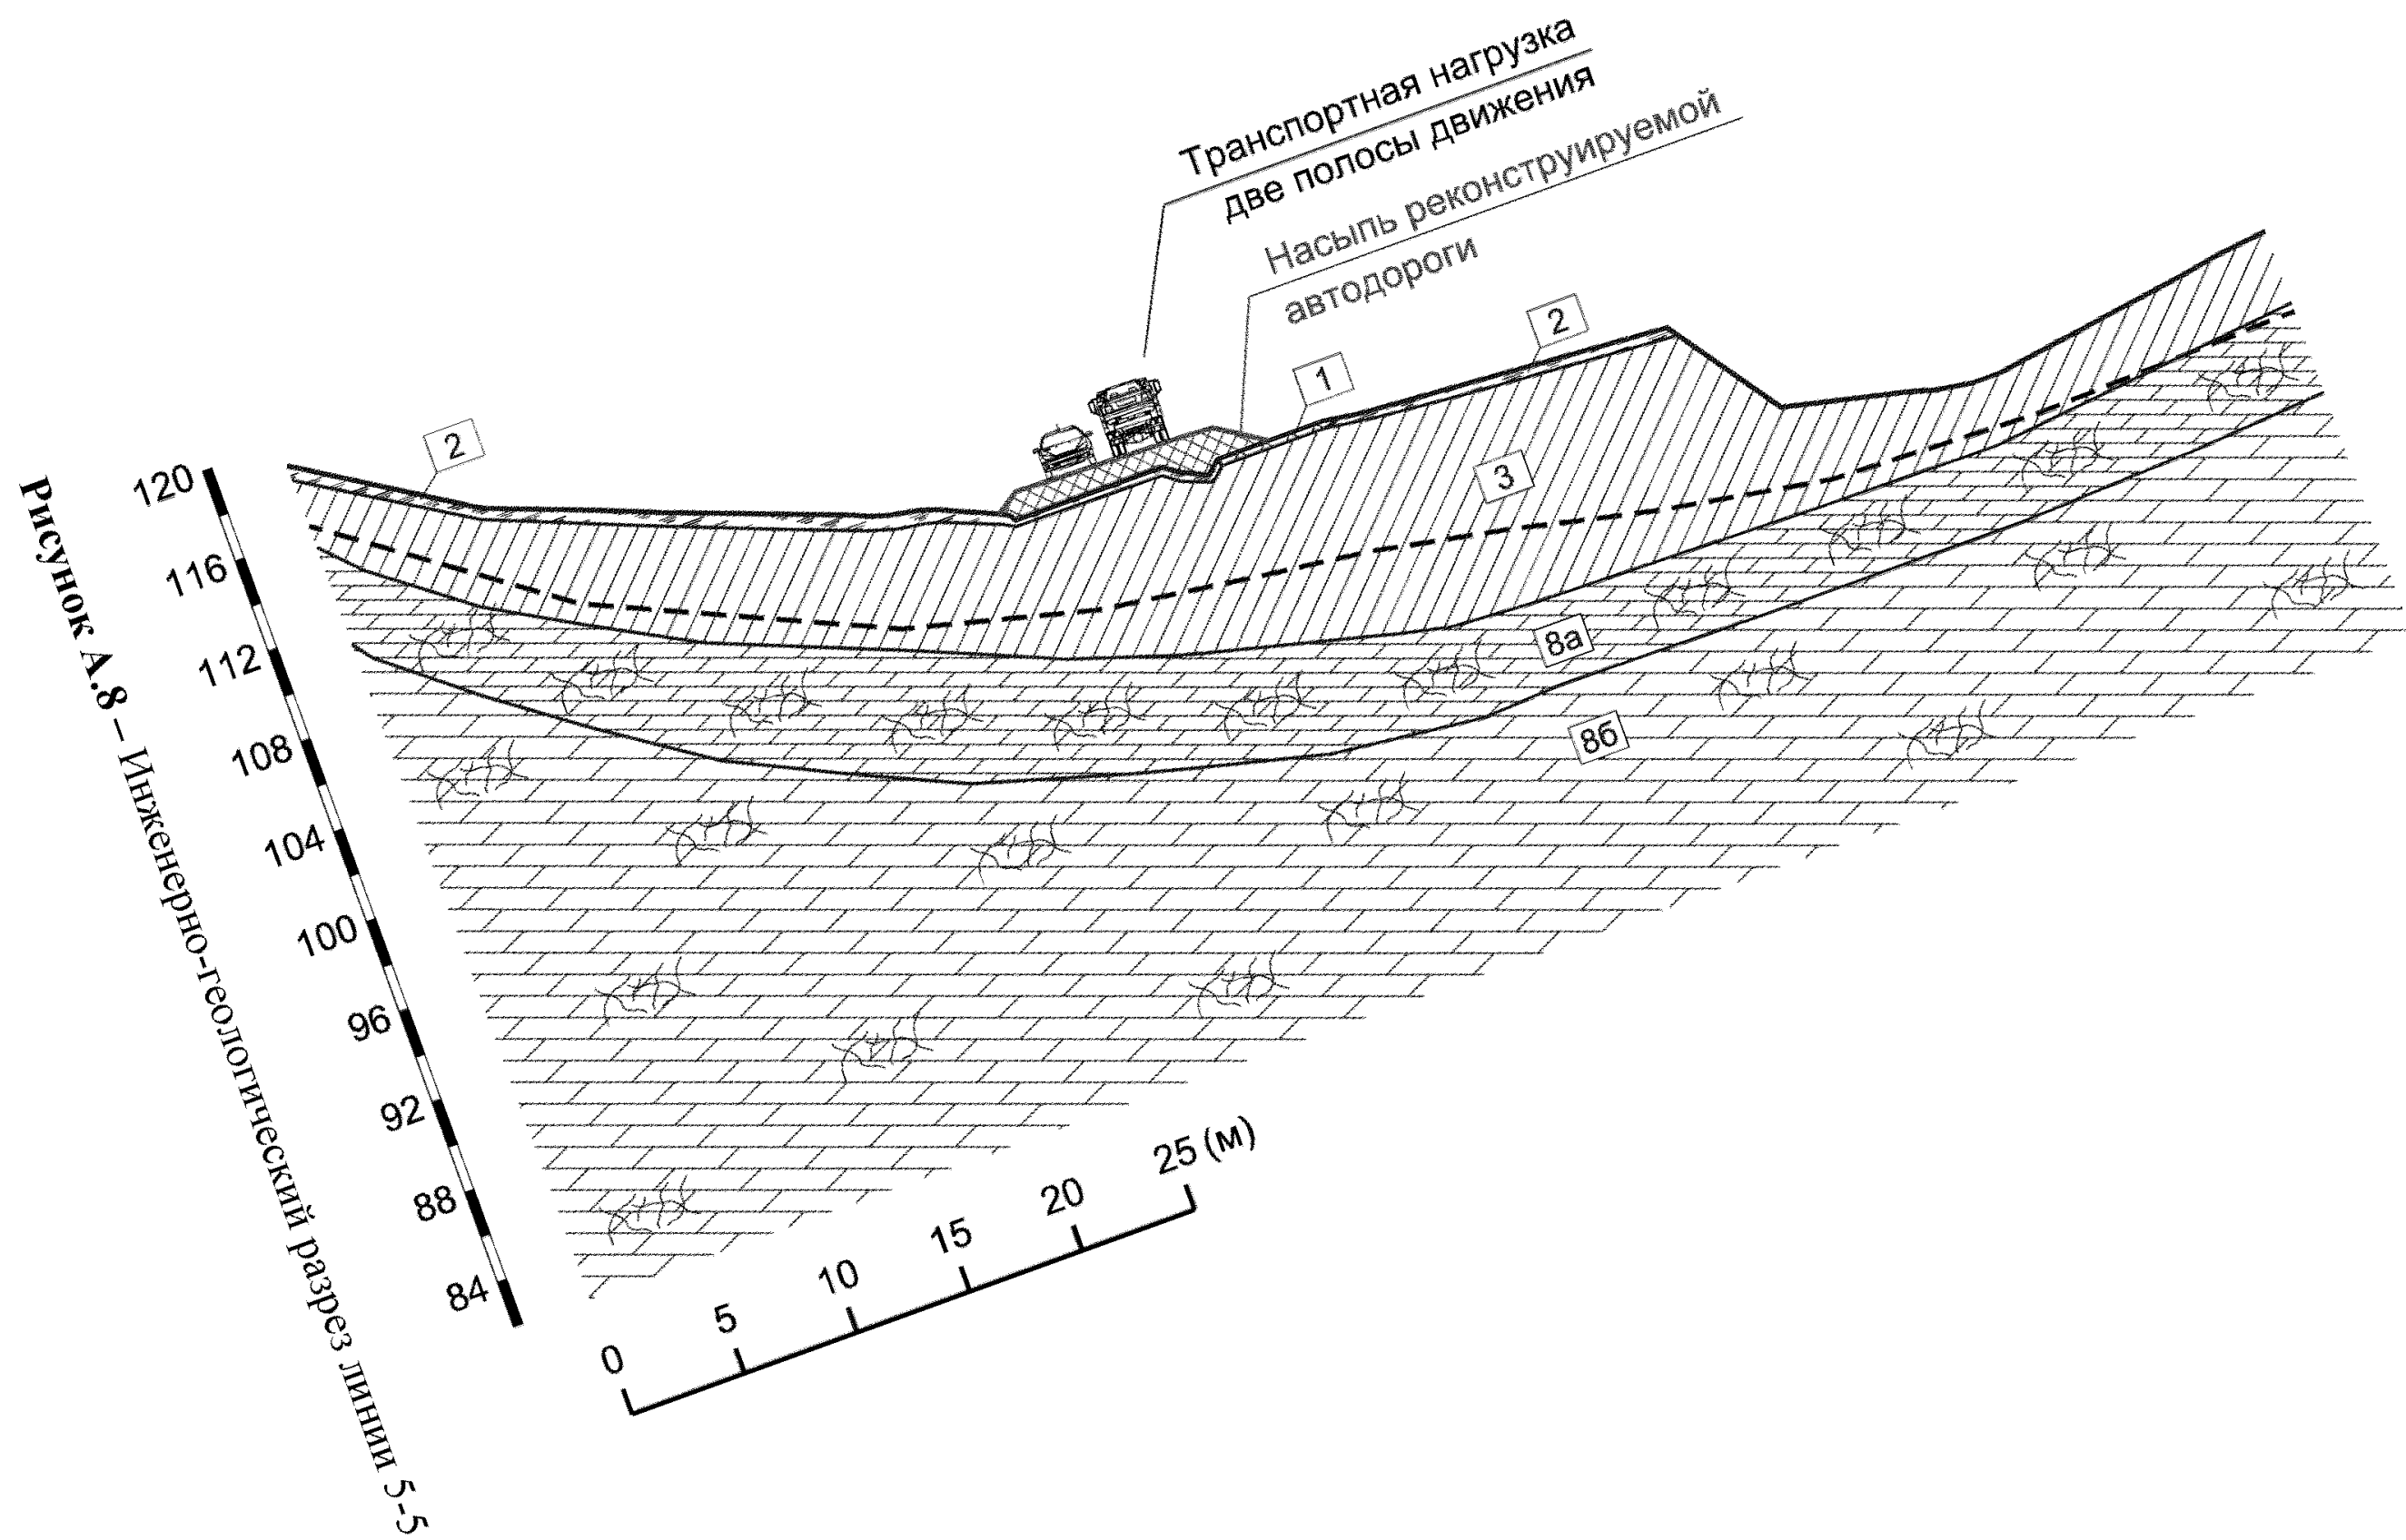 Транспортная нагрузка
две полосы движения
Насыпь реконструируемой
автодороги
2
1
2
3
8а
8б
120
116
112
108
104
100
96
92
88
84
0
5
10
15
20
25 (м)
Рисунок А.8 – Инженерно-геологический разрез линии 5-5